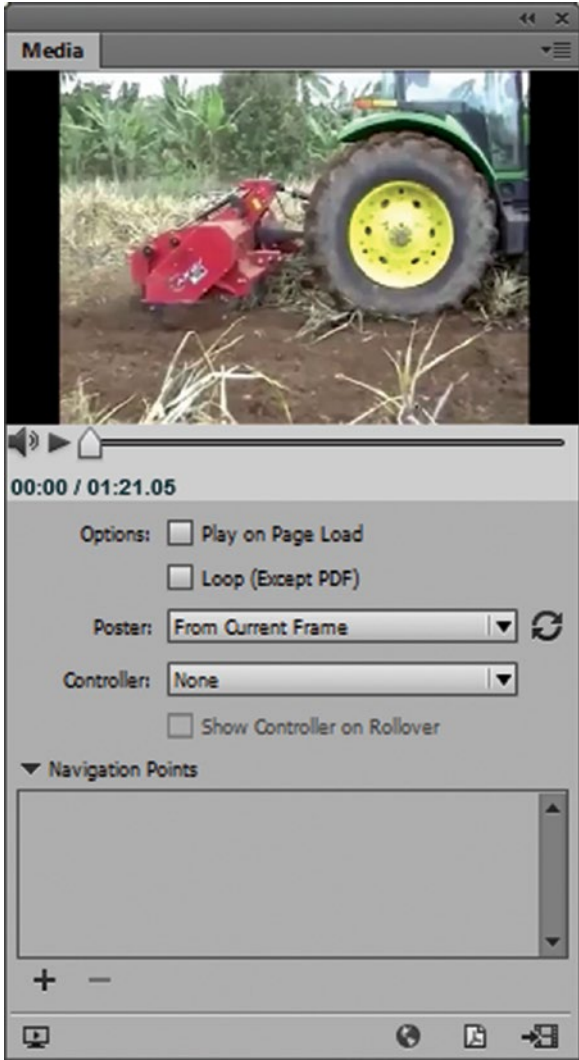 Media
00:00 / 01:21.05
Options: Play on Page Load
Loop (Except PDF)
Poster: From Current Frame
Controller: None
Show Controller on Rollover
Navigation Points